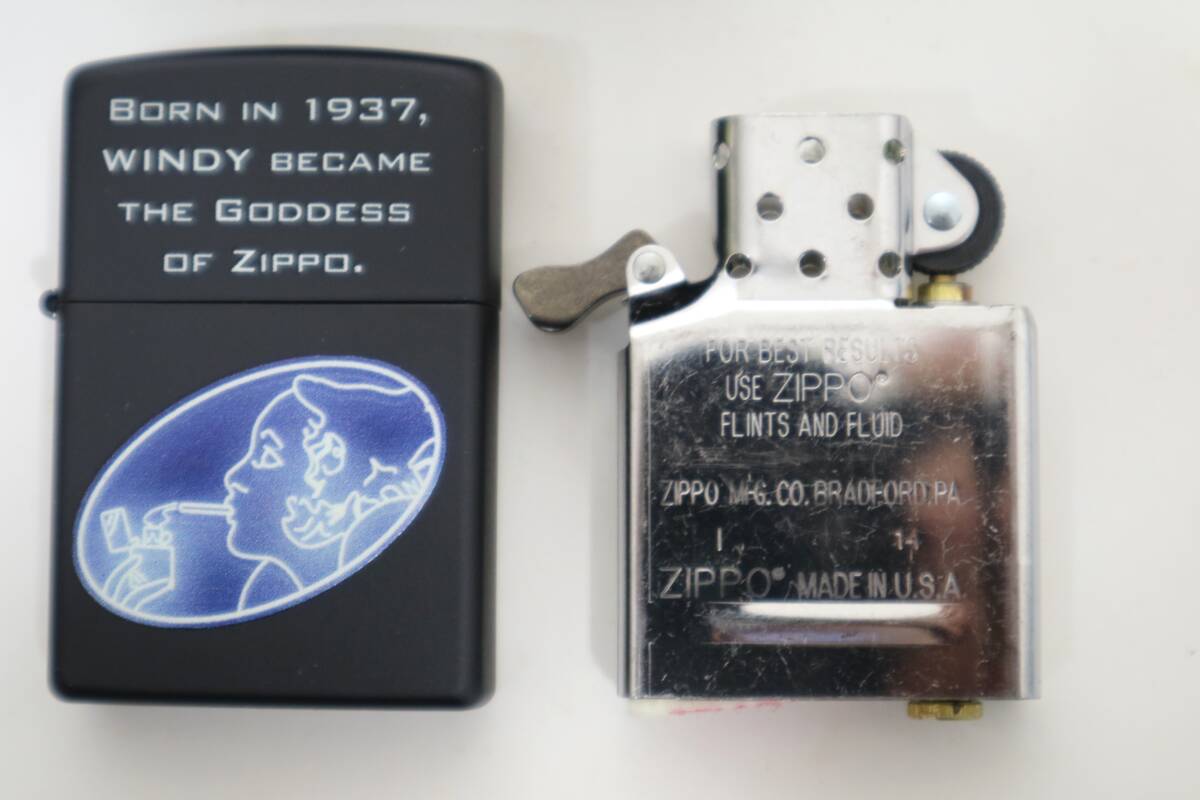 BORN IN 1937,
WINDY BECAME
THE GODDESS
OF ZIPPO.
FOR BEST RESULTS
USE ZIPPO®
FLINTS AND FLUID
ZIPPO MFG. CO. BRADFORD, PA.
I 14
ZIPPO® MADE IN U.S.A.